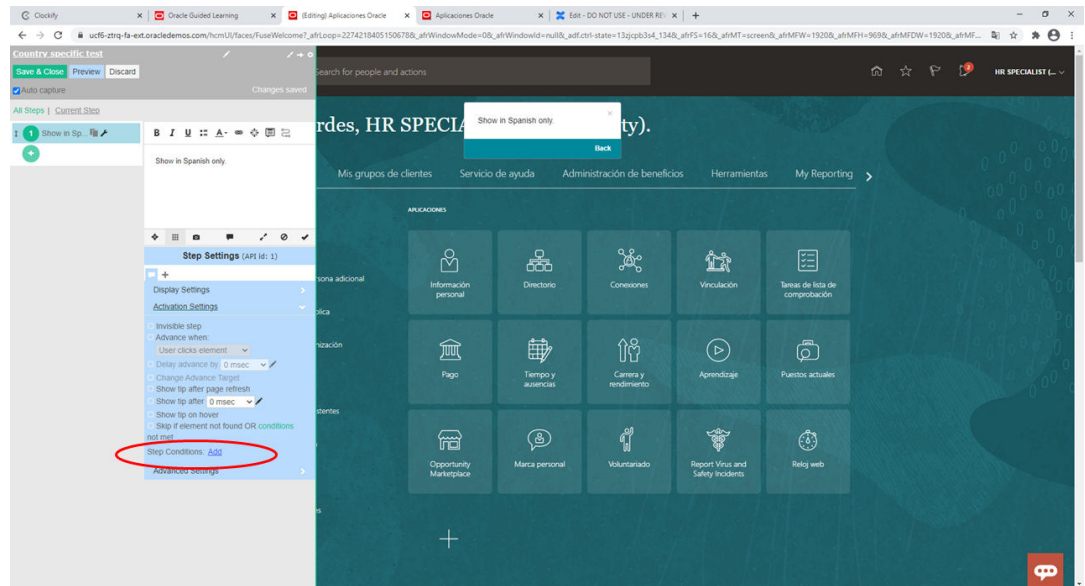 Clockify
Oracle Guided Learning
(Editing) Aplicaciones Oracle
Aplicaciones Oracle
Edit - DO NOT USE - UNDER REV
ucf6-ztrq-fa-ext.oracledemos.com/hcmUI/faces/FuseWelcome?_afrLoop=2274218405150678&_afrWindowMode=0&_afrWindowId=null&_adf.ctrl-state=13zjcpb3s4_134&_afrFS=16&_afrMT=screen&_afrMFW=1920&_afrMFH=969&_afrMFDW=1920&_afrMF...
Country specific test
Save & Close
Preview
Discard
Search for people and actions
2
HR SPECIALIST (...
Auto capture
Changes saved
All Steps | Current Step
1 Show in Sp...
B I U A
Show in Spanish only.
Show in Spanish only.
Back
rdes, HR SPECIA
ty).
Mis grupos de clientes
Servicio de ayuda
Administración de beneficios
Herramientas
My Reporting
APLICACIONES
Step Settings (API id: 1)
Display Settings
Activation Settings
Invisible step
Advance when:
User clicks element
Delay advance by 0 msec
Change Advance Target
Show tip after page refresh
Show tip after 0 msec
Show tip on hover
Skip if element not found OR conditions
not met
Step Conditions: Add
Advanced Settings
rsona adicional
olica
nización
stentes
es
Información
personal
Directorio
Conexiones
Vinculación
Tareas de lista de
comprobación
Pago
Tiempo y
ausencias
Carrera y
rendimiento
Aprendizaje
Puestos actuales
Opportunity
Marketplace
Marca personal
Voluntariado
Report Virus and
Safety Incidents
Reloj web